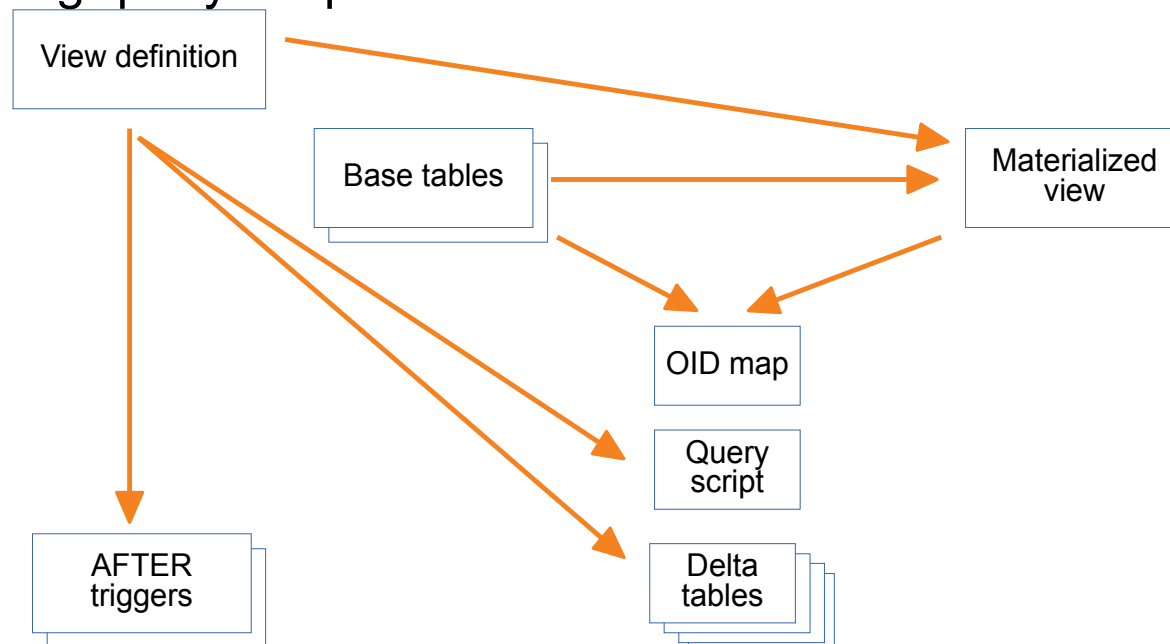 View definition
Base tables
Materialized
view
OID map
Query
script
AFTER
triggers
Delta
tables